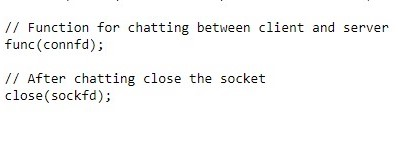 // Function for chatting between client and server
func(connfd);
// After chatting close the socket
close(sockfd);